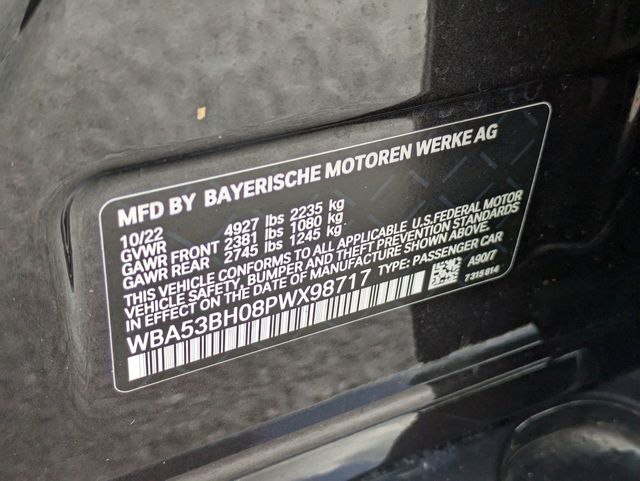 MFD BY BAYERISCHE MOTOREN WERKE AG
10/22
GVWR 4927 lbs 2235 kg
GAWR FRONT 2381 lbs 1080 kg
GAWR REAR 2745 lbs 1245 kg
THIS VEHICLE CONFORMS TO ALL APPLICABLE U.S.FEDERAL MOTOR
VEHICLE SAFETY, BUMPER AND THEFT PREVENTION STANDARDS
IN EFFECT ON THE DATE OF MANUFACTURE SHOWN ABOVE.
WBA53BH08PWX98717 TYPE: PASSENGER CAR
A90/7
7315814